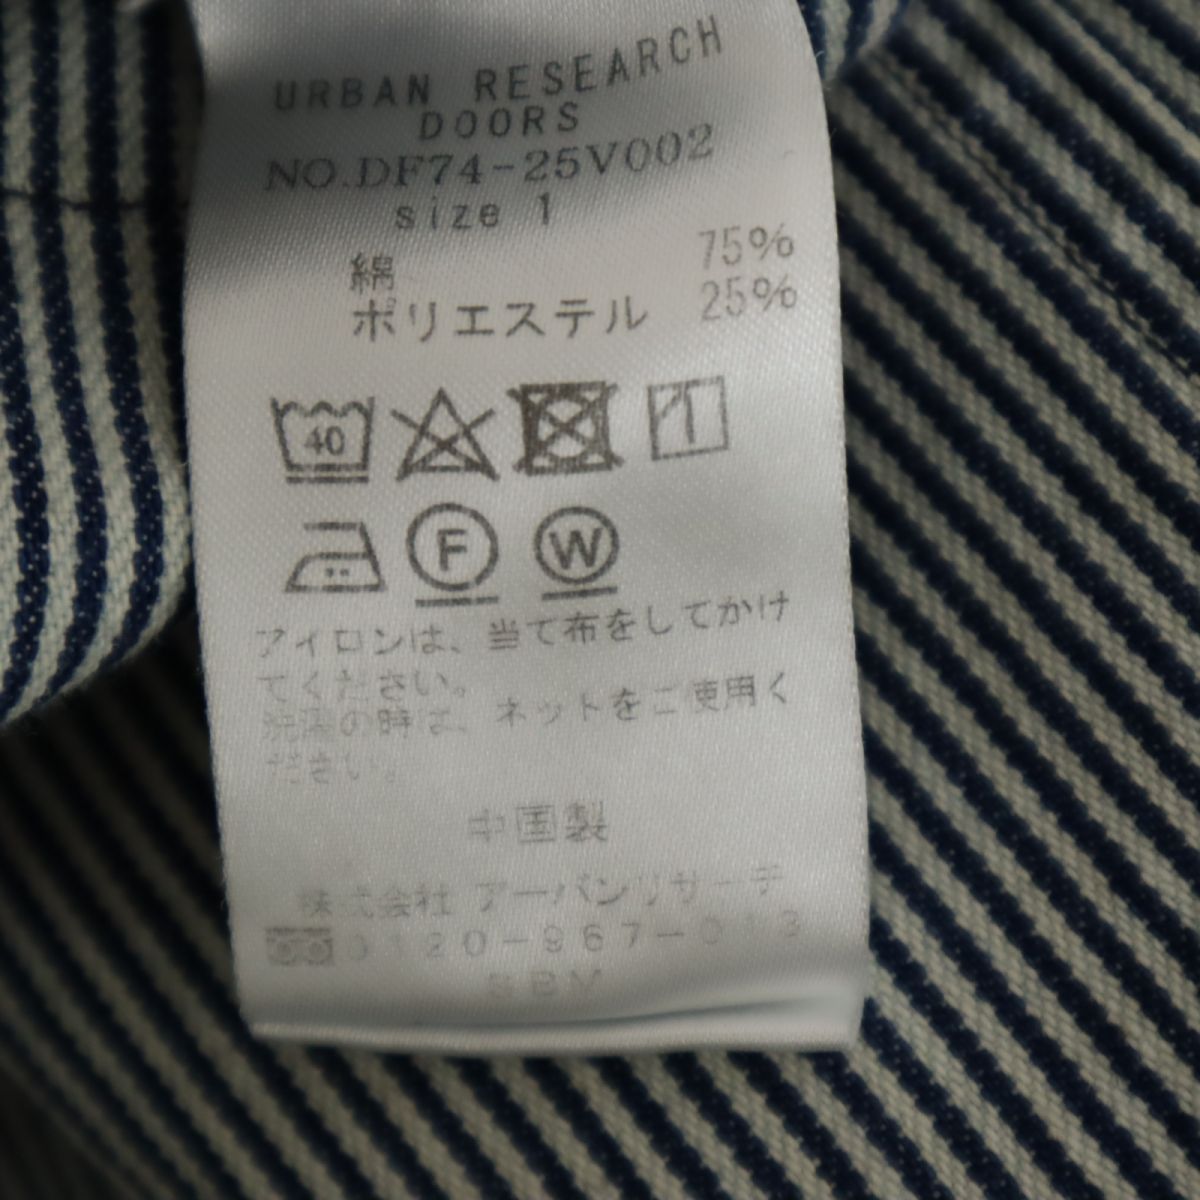 URBAN RESEARCH
DOORS
NO.DF74-25V002
size 1
綿 75%
ポリエステル 25%
40
F W
アイロンは、当て布をしてかけ
てください。
洗濯の時は、ネットをご使用く
ださい。
中国製
株式会社 アーバンリサーチ
0120-967-013